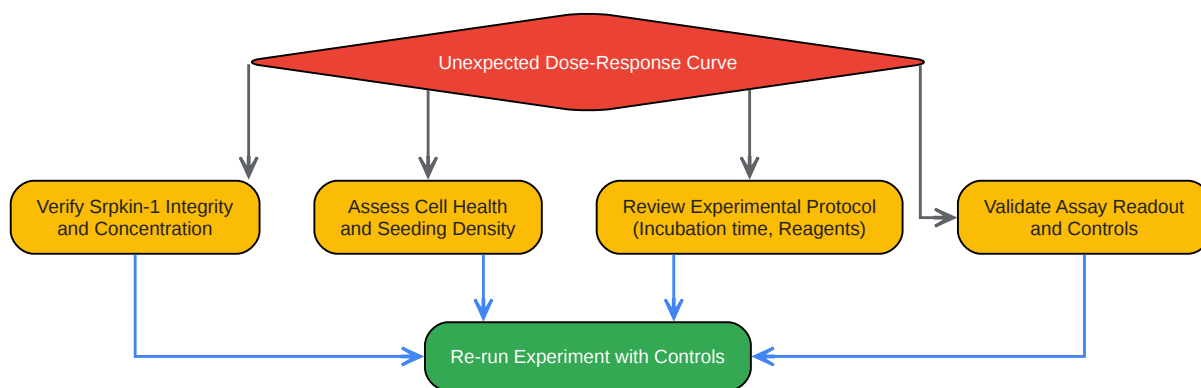 Unexpected Dose-Response Curve
Verify Srpkin-1 Integrity
and Concentration
Assess Cell Health
and Seeding Density
Review Experimental Protocol
(Incubation time, Reagents)
Validate Assay Readout
and Controls
Re-run Experiment with Controls